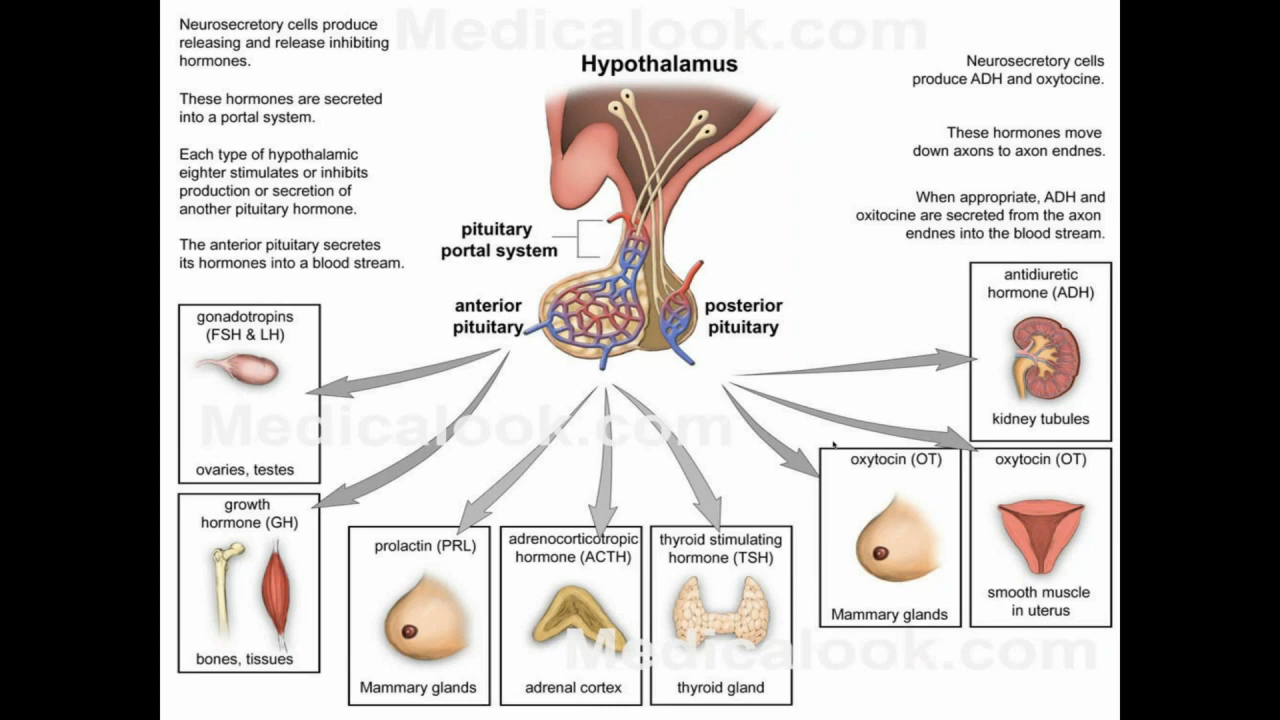 Medicalook.com
Neurosecretory cells produce
releasing and release inhibiting
hormones.
These hormones are secreted
into a portal system.
Each type of hypothalamic
eighter stimulates or inhibits
production or secretion of
another pituitary hormone.
The anterior pituitary secretes
its hormones into a blood stream.
Hypothalamus
Neurosecretory cells
produce ADH and oxytocine.
These hormones move
down axons to axon endnes.
When appropriate, ADH and
oxitocine are secreted from the axon
endnes into the blood stream.
pituitary
portal system
anterior
pituitary
posterior
pituitary
gonadotropins
(FSH & LH)
ovaries, testes
antidiuretic
hormone (ADH)
kidney tubules
Medicalook.com
growth
hormone (GH)
bones, tissues
prolactin (PRL)
Mammary glands
adrenocorticotropic
hormone (ACTH)
adrenal cortex
thyroid stimulating
hormone (TSH)
thyroid gland
oxytocin (OT)
Mammary glands
oxytocin (OT)
smooth muscle
in uterus
Medicalook.com